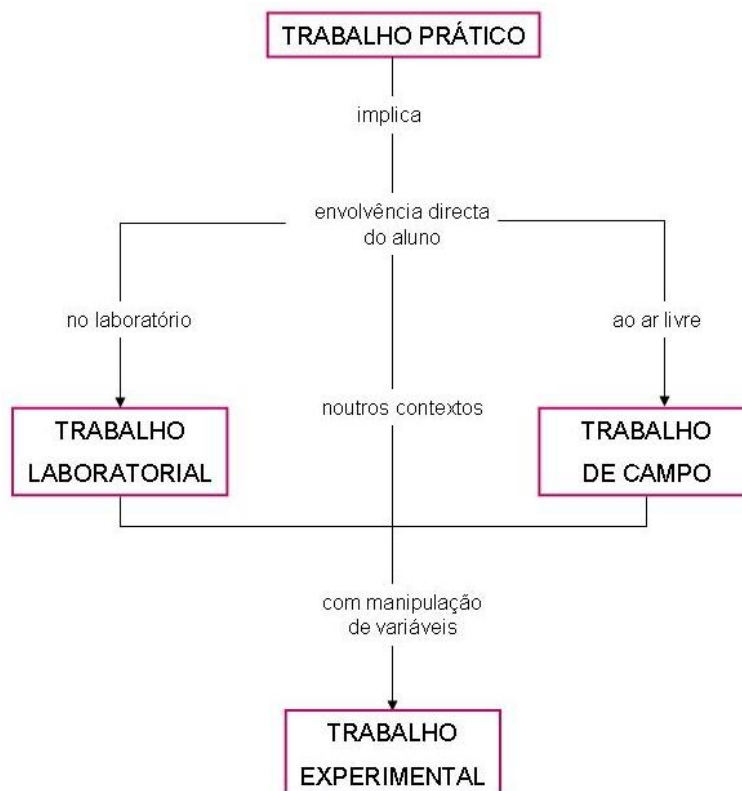 TRABALHO PRÁTICO
implica
envolvência directa
do aluno
no laboratório
ao ar livre
TRABALHO
LABORATORIAL
noutros contextos
TRABALHO
DE CAMPO
com manipulação
de variáveis
TRABALHO
EXPERIMENTAL